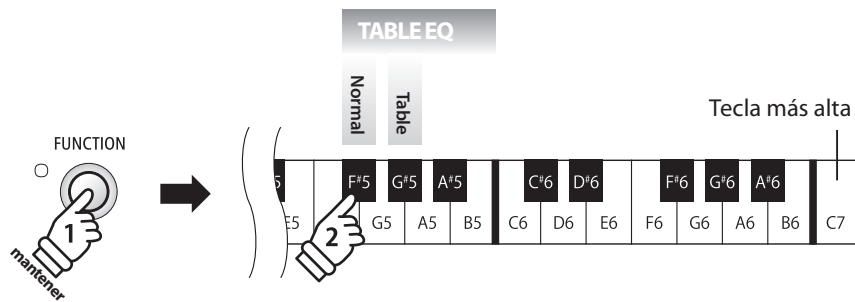 TABLE EQ
Normal
Table
Tecla más alta
FUNCTION
1
mantener
5 F#5 G#5 A#5 C#6 D#6 F#6 G#6 A#6
E5 G5 A5 B5 C6 D6 E6 F6 G6 A6 B6 C7
2